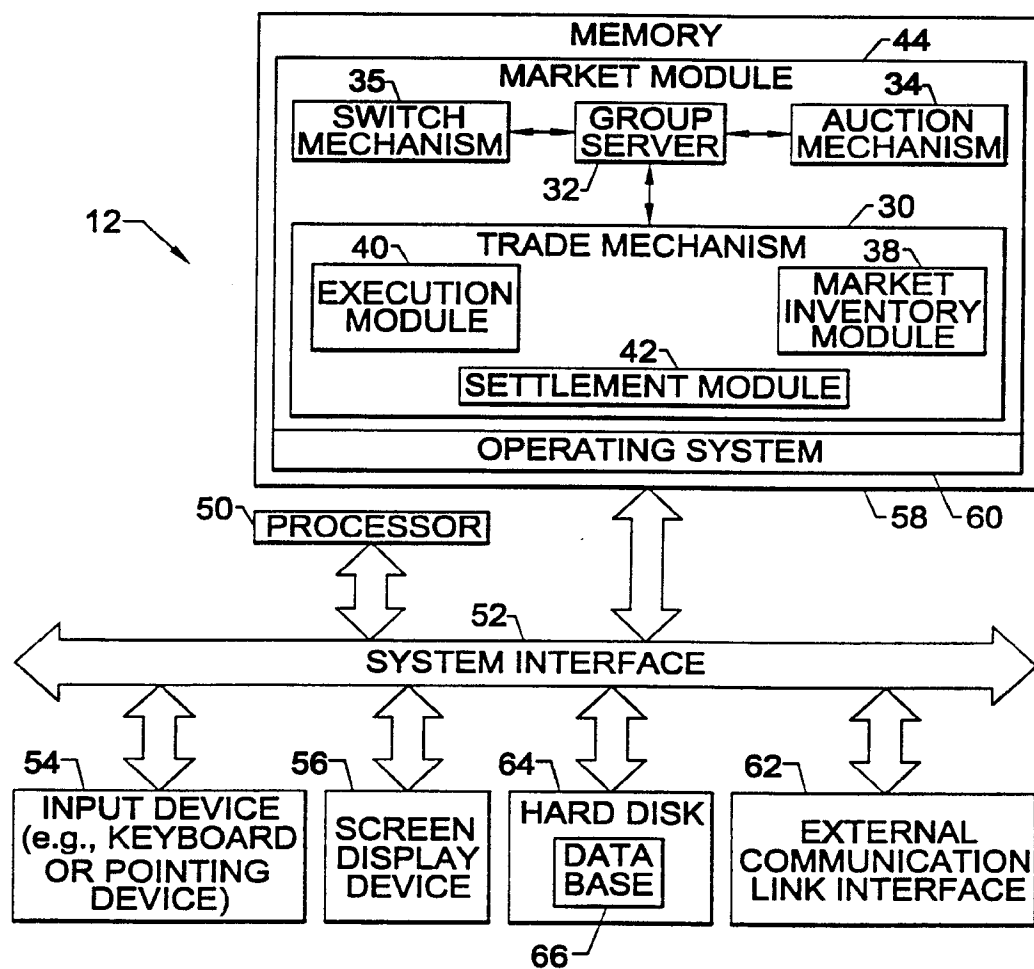 MEMORY
44
MARKET MODULE
35
34
SWITCH
MECHANISM
GROUP
SERVER
AUCTION
MECHANISM
32
12
30
TRADE MECHANISM
40
38
EXECUTION
MODULE
MARKET
INVENTORY
MODULE
42
SETTLEMENT MODULE
OPERATING SYSTEM
50
58
60
PROCESSOR
52
SYSTEM INTERFACE
54
56
64
62
INPUT DEVICE
(e.g., KEYBOARD
OR POINTING
DEVICE)
SCREEN
DISPLAY
DEVICE
HARD DISK
DATA
BASE
EXTERNAL
COMMUNICATION
LINK INTERFACE
66